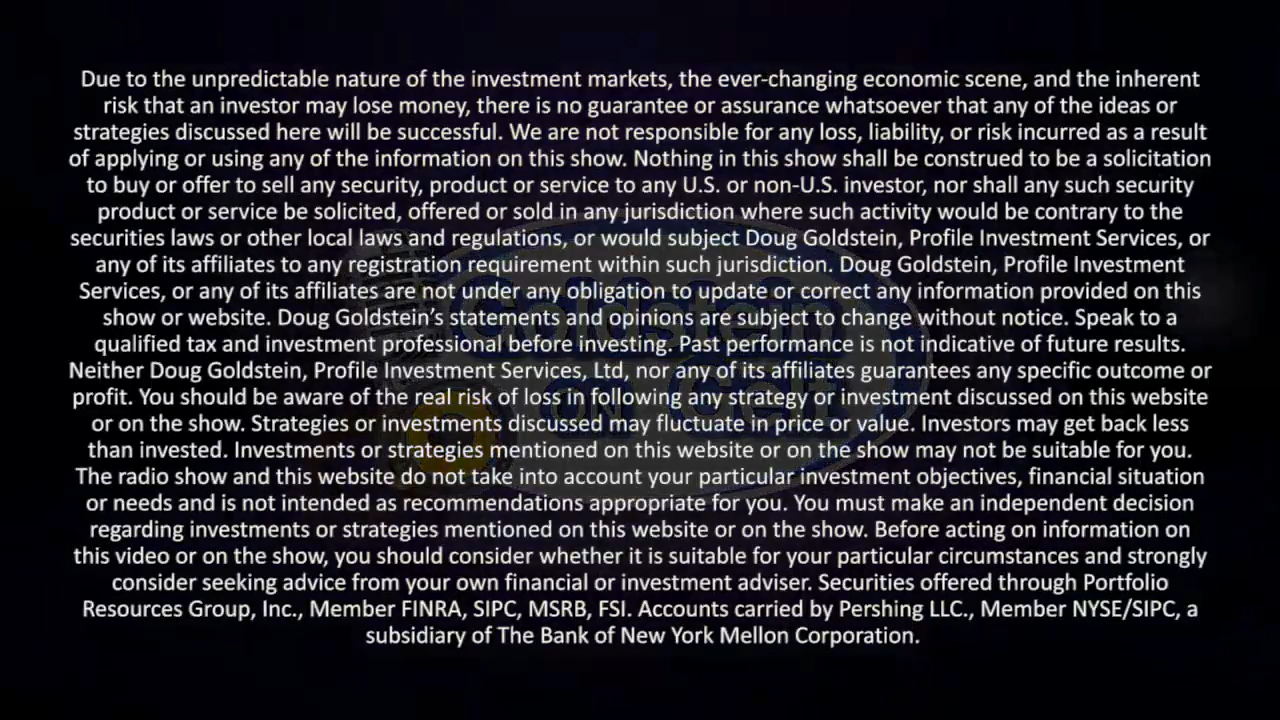 Due to the unpredictable nature of the investment markets, the ever-changing economic scene, and the inherent
risk that an investor may lose money, there is no guarantee or assurance whatsoever that any of the ideas or
strategies discussed here will be successful. We are not responsible for any loss, liability, or risk incurred as a result
of applying or using any of the information on this show. Nothing in this show shall be construed to be a solicitation
to buy or offer to sell any security, product or service to any U.S. or non-U.S. investor, nor shall any such security
product or service be solicited, offered or sold in any jurisdiction where such activity would be contrary to the
securities laws or other local laws and regulations, or would subject Doug Goldstein, Profile Investment Services, or
any of its affiliates to any registration requirement within such jurisdiction. Doug Goldstein, Profile Investment
Services, or any of its affiliates are not under any obligation to update or correct any information provided on this
show or website. Doug Goldstein’s statements and opinions are subject to change without notice. Speak to a
qualified tax and investment professional before investing. Past performance is not indicative of future results.
Neither Doug Goldstein, Profile Investment Services, Ltd, nor any of its affiliates guarantees any specific outcome or
profit. You should be aware of the real risk of loss in following any strategy or investment discussed on this website
or on the show. Strategies or investments discussed may fluctuate in price or value. Investors may get back less
than invested. Investments or strategies mentioned on this website or on the show may not be suitable for you.
The radio show and this website do not take into account your particular investment objectives, financial situation
or needs and is not intended as recommendations appropriate for you. You must make an independent decision
regarding investments or strategies mentioned on this website or on the show. Before acting on information on
this video or on the show, you should consider whether it is suitable for your particular circumstances and strongly
consider seeking advice from your own financial or investment adviser. Securities offered through Portfolio
Resources Group, Inc., Member FINRA, SIPC, MSRB, FSI. Accounts carried by Pershing LLC., Member NYSE/SIPC, a
subsidiary of The Bank of New York Mellon Corporation.
Goldstein
ON Gelt